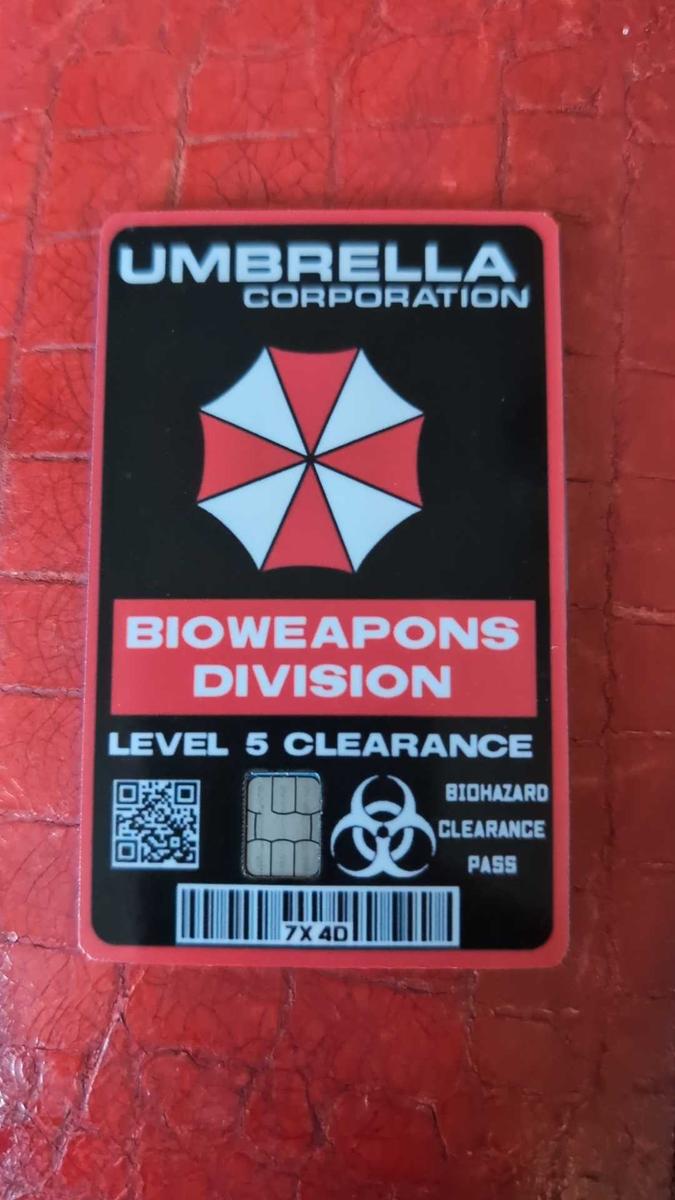 UMBRELLA
CORPORATION
BIOWEAPONS
DIVISION
LEVEL 5 CLEARANCE
BIOHAZARD
CLEARANCE
PASS
7X 4D